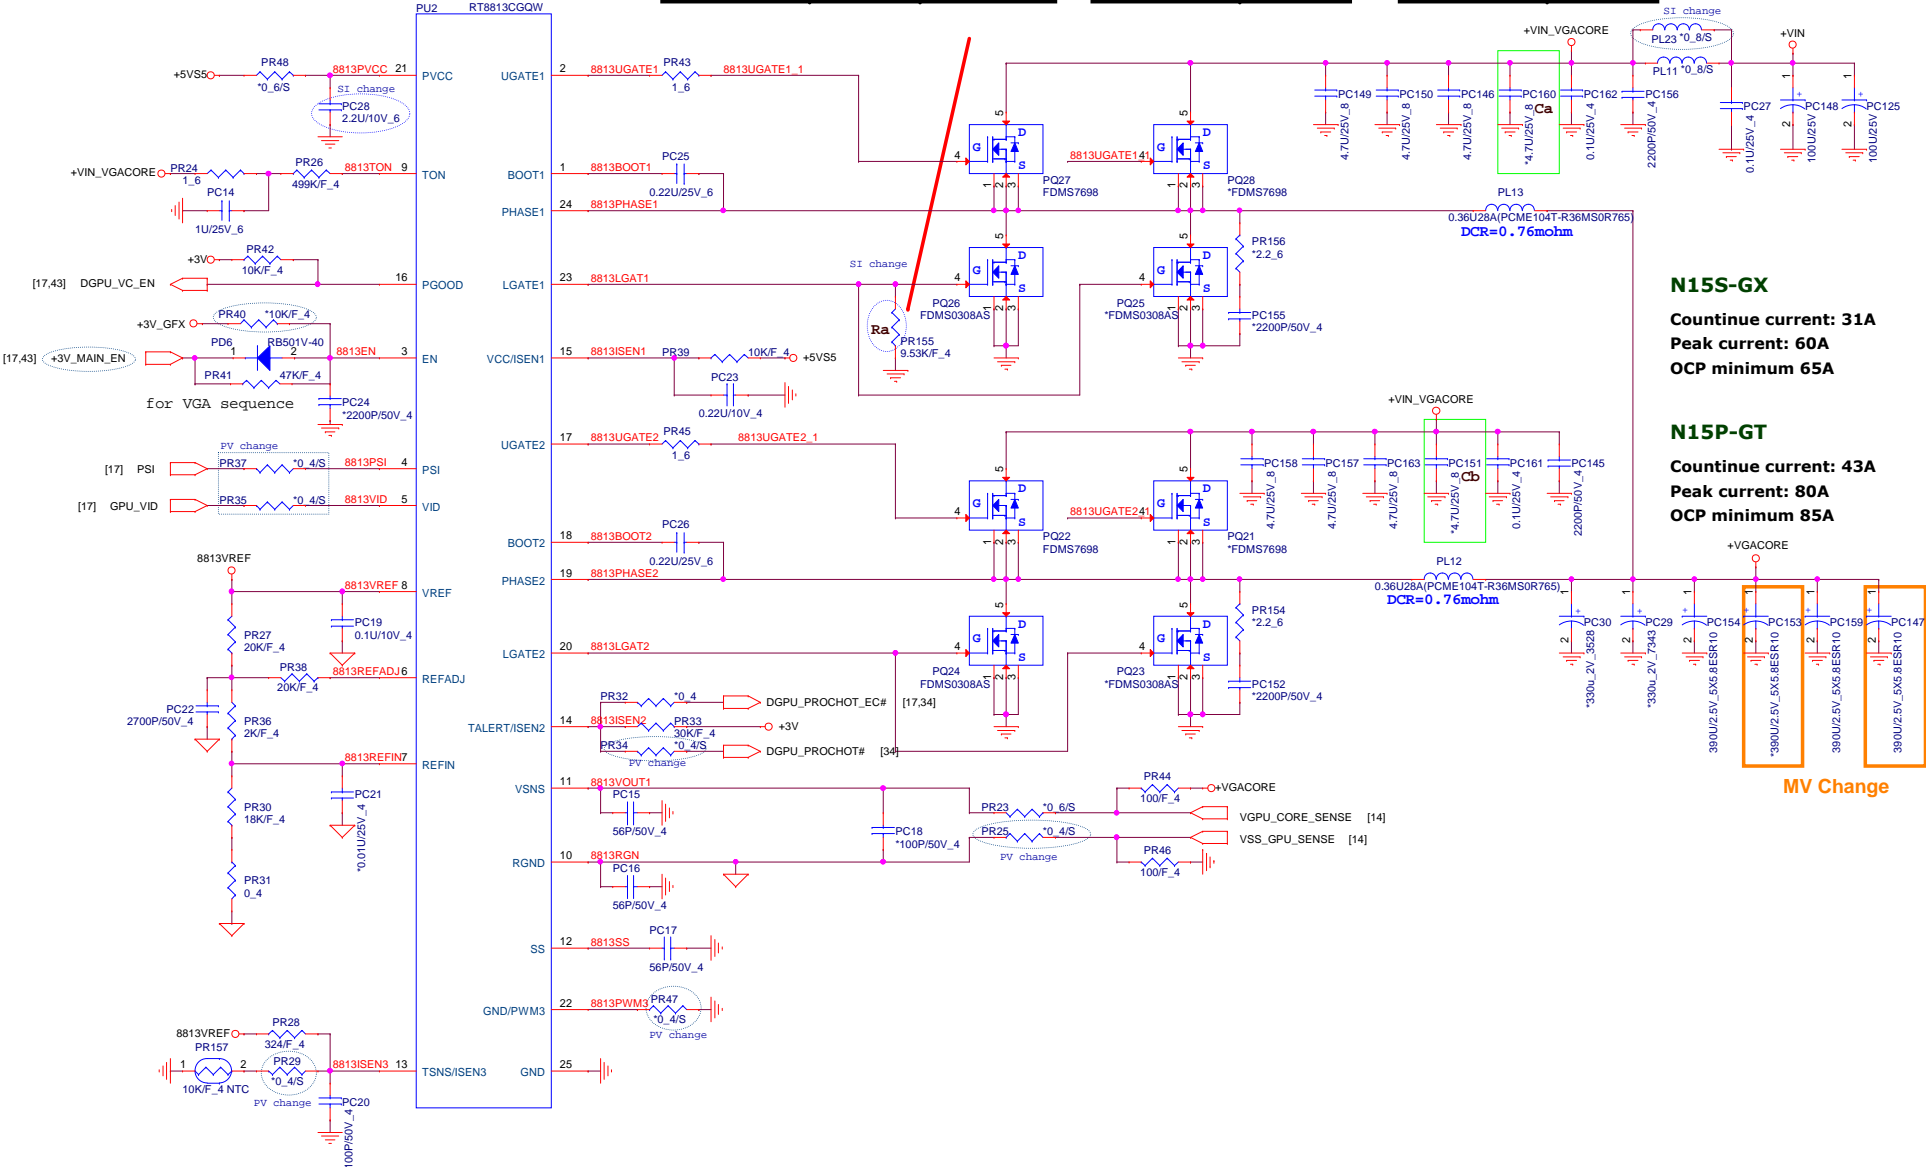 PU2 RT8813CGQW
SI change
PL23 *0_8/S
+VIN_VGACORE
+VIN
PL11 *0_8/S
+5VS5
PR48
*0_6/S
8813PVCC 21 PVCC
SI change
PC28
2.2U/10V_6
UGATE1 2 8813UGATE1
PR43
1_6
8813UGATE1_1
PC149
4.7U/25V_8
PC150
4.7U/25V_8
PC146
4.7U/25V_8
PC160
*4.7U/25V_8
Ca
PC162
0.1U/25V_4
PC156
2200P/50V_4
PC27
0.1U/25V_4
PC148
100U/25V
PC125
100U/25V
+VIN_VGACORE
PR24
1_6
PR26
499K/F_4
8813TON 9 TON
PC14
1U/25V_6
BOOT1 1 8813BOOT1
PC25
0.22U/25V_6
PHASE1 24 8813PHASE1
PQ27
FDMS7698
8813UGATE1
PQ28
*FDMS7698
PL13
0.36U28A(PCME104T-R36MS0R765)
DCR=0.76mohm
PR156
*2.2_6
PC155
*2200P/50V_4
+3V
PR42
10K/F_4
[17,43] DGPU_VC_EN
16 PGOOD
LGATE1 23 8813LGAT1
SI change
Ra
PR155
9.53K/F_4
PQ26
FDMS0308AS
PQ25
*FDMS0308AS
+3V_GFX
PR40 *10K/F_4
PD6 RB501V-40
1 2
[17,43] +3V_MAIN_EN
8813EN 3 EN
PR41 47K/F_4
PC24
*2200P/50V_4
for VGA sequence
VCC/ISEN1 15 8813ISEN1
PR39 10K/F_4
+5VS5
PC23
0.22U/10V_4
N15S-GX
Countinue current: 31A
Peak current: 60A
OCP minimum 65A
N15P-GT
Countinue current: 43A
Peak current: 80A
OCP minimum 85A
PV change
[17] PSI
PR37 *0_4/S
8813PSI 4 PSI
[17] GPU_VID
PR35 *0_4/S
8813VID 5 VID
UGATE2 17 8813UGATE2
PR45
1_6
8813UGATE2_1
+VIN_VGACORE
PC158
4.7U/25V_8
PC157
4.7U/25V_8
PC163
4.7U/25V_8
PC151
*4.7U/25V_8
Cb
PC161
0.1U/25V_4
PC145
2200P/50V_4
BOOT2 18 8813BOOT2
PC26
0.22U/25V_6
PHASE2 19 8813PHASE2
PQ22
FDMS7698
8813UGATE2
PQ21
*FDMS7698
PL12
0.36U28A(PCME104T-R36MS0R765)
DCR=0.76mohm
+VGACORE
PC30
*330u_2V_3528
PC29
*330u_2V_7343
PC154
390U/2.5V_5X5.8ESR10
PC153
*390U/2.5V_5X5.8ESR10
PC159
390U/2.5V_5X5.8ESR10
PC147
390U/2.5V_5X5.8ESR10
MV Change
8813VREF
8813VREF 8 VREF
PC19
0.1U/10V_4
PR27
20K/F_4
PR38
20K/F_4
8813REFADJ 6 REFADJ
PC22
2700P/50V_4
PR36
2K/F_4
8813REFIN 7 REFIN
PC21
*0.01U/25V_4
PR30
18K/F_4
PR31
0_4
LGATE2 20 8813LGAT2
PQ24
FDMS0308AS
PQ23
*FDMS0308AS
PR154
*2.2_6
PC152
*2200P/50V_4
PR32 *0_4
DGPU_PROCHOT_EC# [17,34]
TALERT/ISEN2 14 8813ISEN2
PR33
30K/F_4
+3V
PR34 *0_4/S
DGPU_PROCHOT# [34]
PV change
VSNS 11 8813VOUT1
PC15
56P/50V_4
PC18
*100P/50V_4
PR23 *0_6/S
PR44
100/F_4
+VGACORE
VGPU_CORE_SENSE [14]
PR25 *0_4/S
VSS_GPU_SENSE [14]
PV change
PR46
100/F_4
RGND 10 8813RGN
PC16
56P/50V_4
SS 12 8813SS
PC17
56P/50V_4
GND/PWM3 22 8813PWM3
PR47
*0_4/S
PV change
8813VREF
PR28
324/F_4
PR157
1 2
10K/F_4 NTC
PR29
*0_4/S
PV change
8813ISEN3 13 TSNS/ISEN3
PC20
100P/50V_4
GND 25